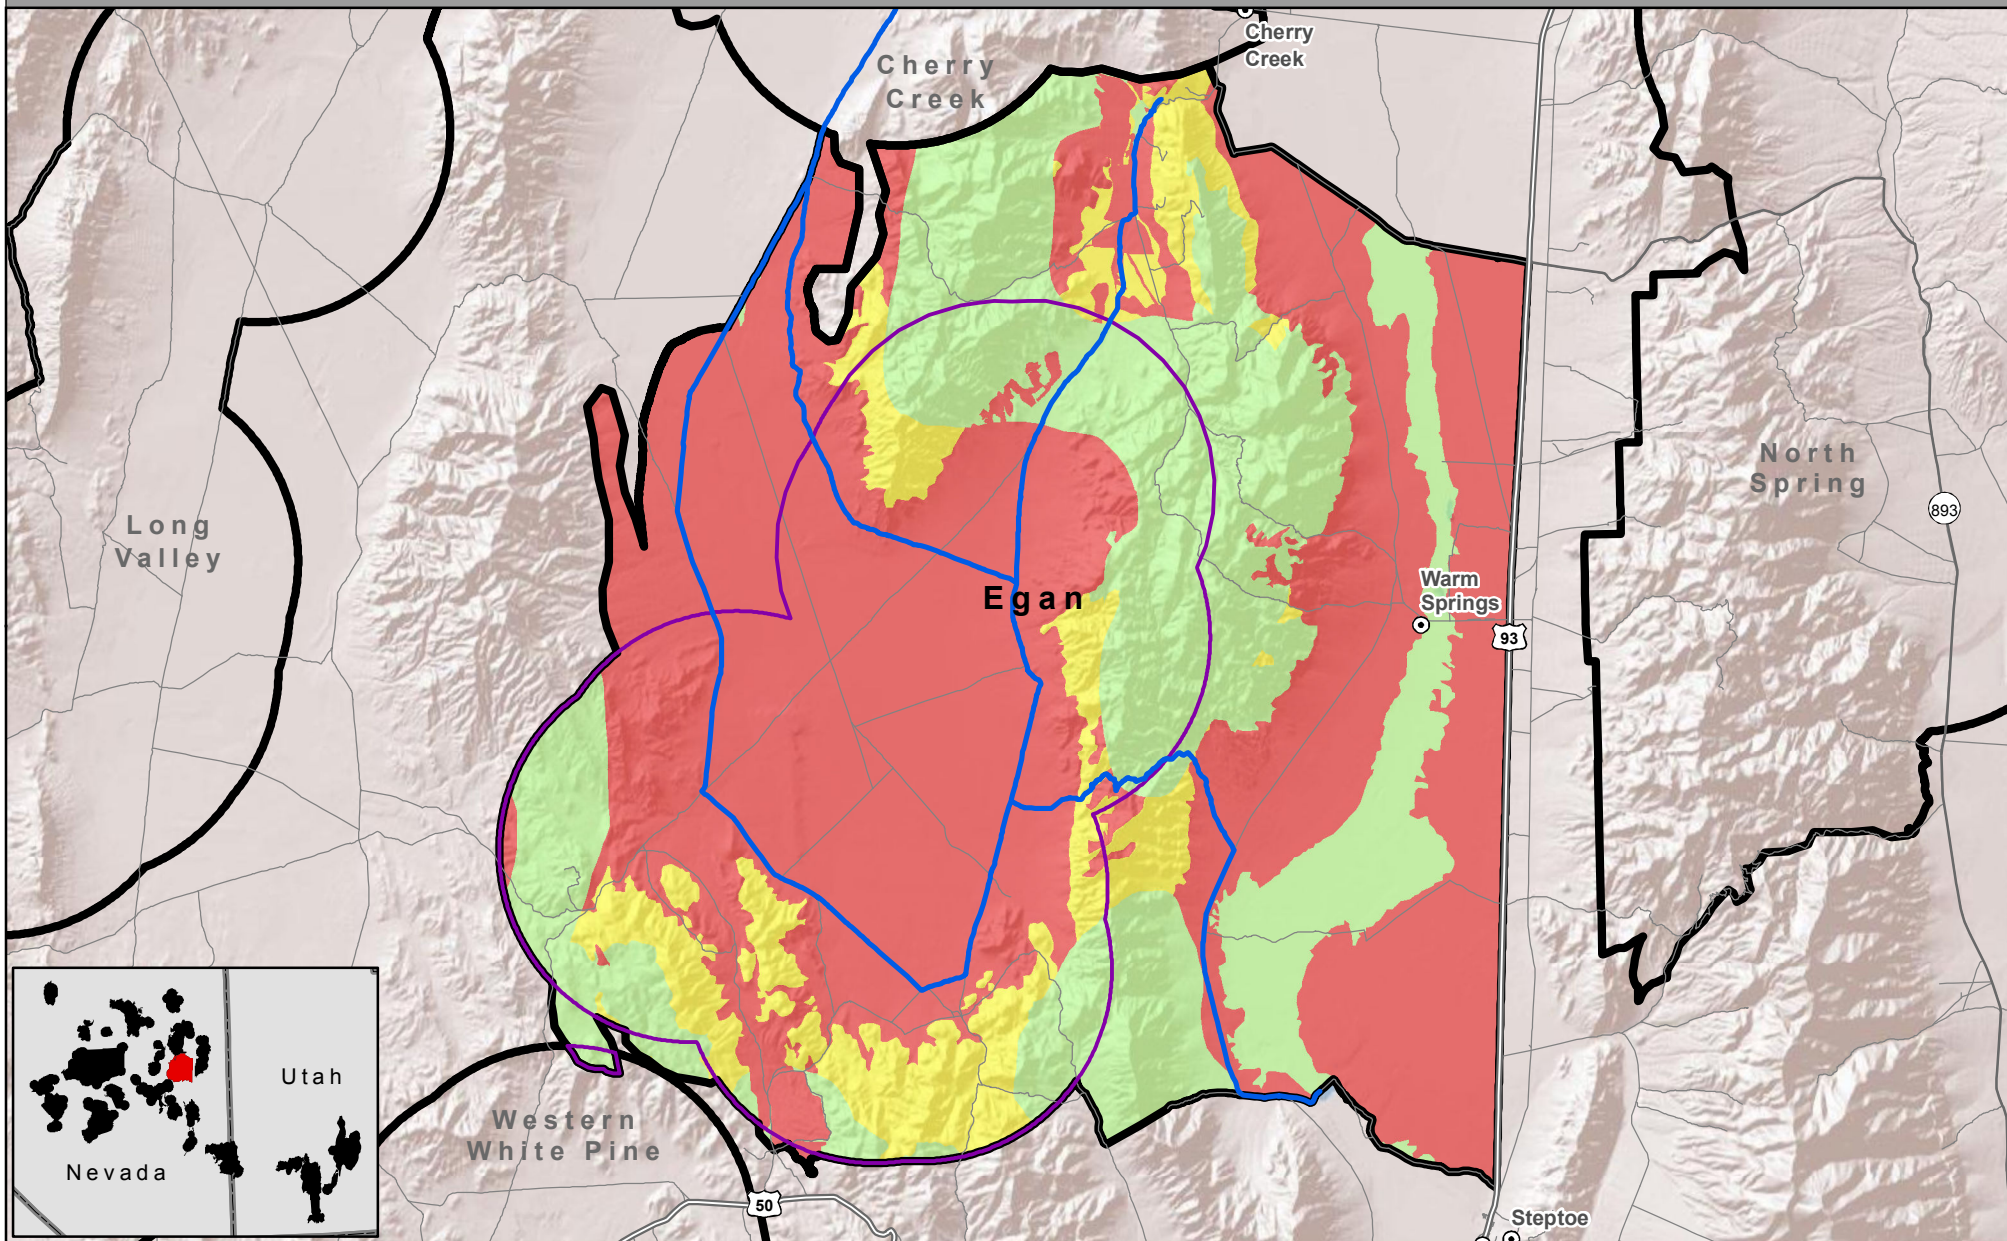 Cherry
Creek
Cherry
Creek
North
Spring
893
Long
Valley
Egan
Warm
Springs
93
Utah
Nevada
Western
White Pine
50
Steptoe